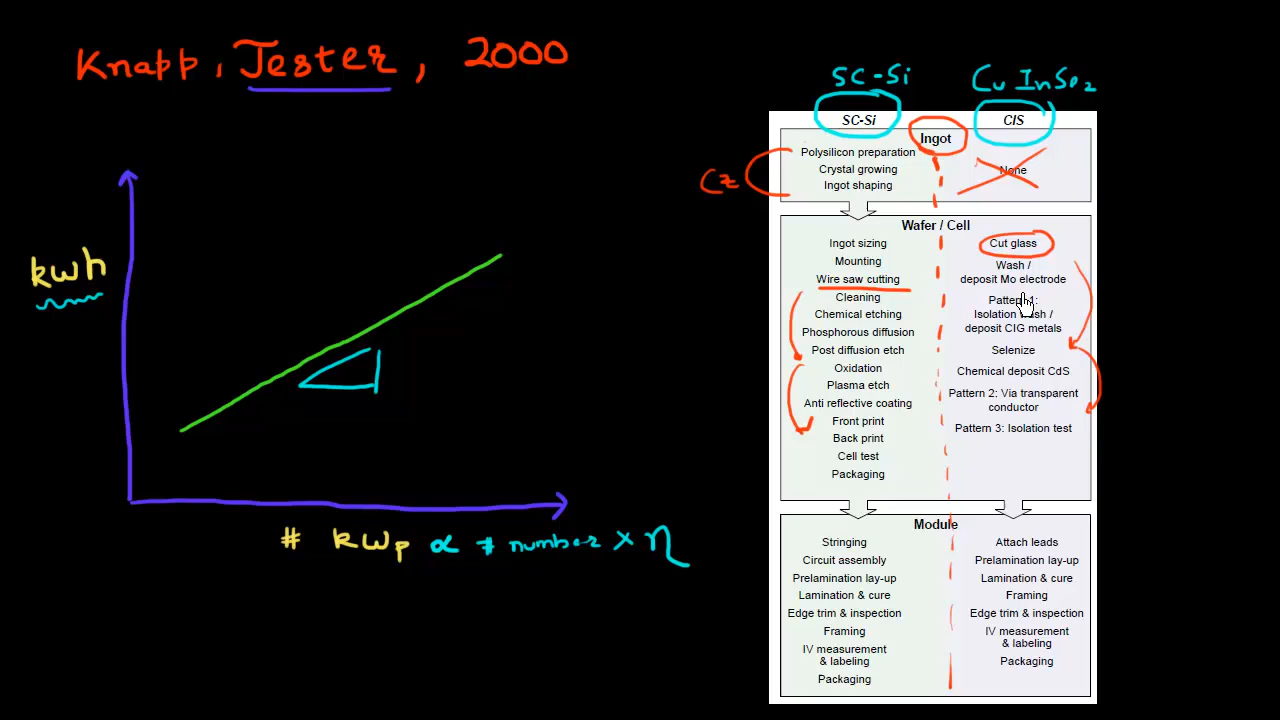 Knapp, Jester, 2000
kwh
# kwp α # number × η
SC-Si
CuInSe2
Cz
SC-Si
CIS
Ingot
Polysilicon preparation
Crystal growing
Ingot shaping
None
Wafer / Cell
Ingot sizing
Mounting
Wire saw cutting
Cleaning
Chemical etching
Phosphorous diffusion
Post diffusion etch
Oxidation
Plasma etch
Anti reflective coating
Front print
Back print
Cell test
Packaging
Cut glass
Wash /
deposit Mo electrode
Pattern 1:
Isolation wash /
deposit CIG metals
Selenize
Chemical deposit CdS
Pattern 2: Via transparent
conductor
Pattern 3: Isolation test
Module
Stringing
Circuit assembly
Prelamination lay-up
Lamination & cure
Edge trim & inspection
Framing
IV measurement
& labeling
Packaging
Attach leads
Prelamination lay-up
Lamination & cure
Framing
Edge trim & inspection
IV measurement
& labeling
Packaging